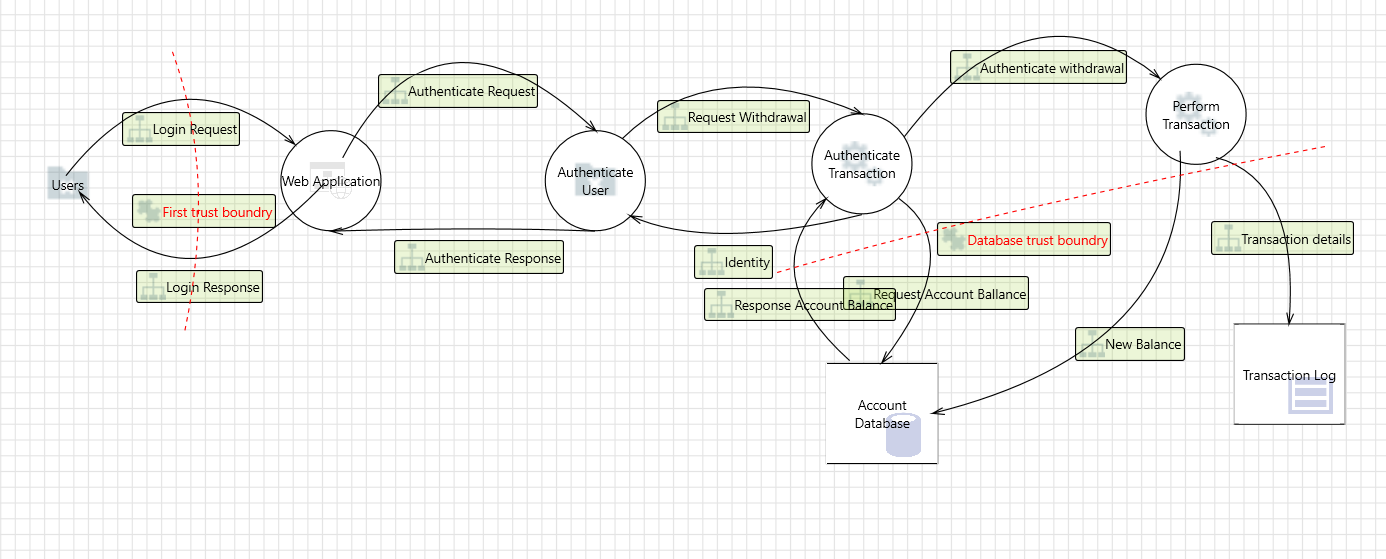 Authenticate withdrawal
Authenticate Request
Perform
Transaction
Request Withdrawal
Login Request
Authenticate
Transaction
Users
Web Application
Authenticate
User
First trust boundry
Database trust boundry
Transaction details
Authenticate Response
Identity
Login Response
Request Account Ballance
Response Account Balance
New Balance
Transaction Log
Account
Database